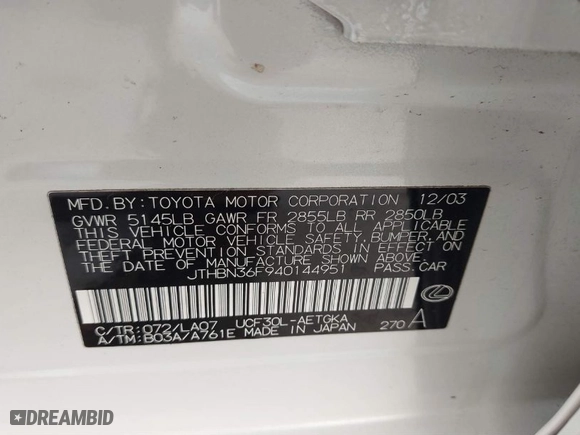 MFD. BY: TOYOTA MOTOR CORPORATION 12/03
GVWR 5145LB GAWR FR 2855LB RR 2850LB
THIS VEHICLE CONFORMS TO ALL APPLICABLE
FEDERAL MOTOR VEHICLE SAFETY, BUMPER, AND
THEFT PREVENTION STANDARDS IN EFFECT ON
THE DATE OF MANUFACTURE SHOWN ABOVE.
JTHBN36F940144951 PASS. CAR
C/TR: 072/LA07 UCF30L-AETGKA
A/TM: B03A/A761E MADE IN JAPAN 270 A
DREAMBID